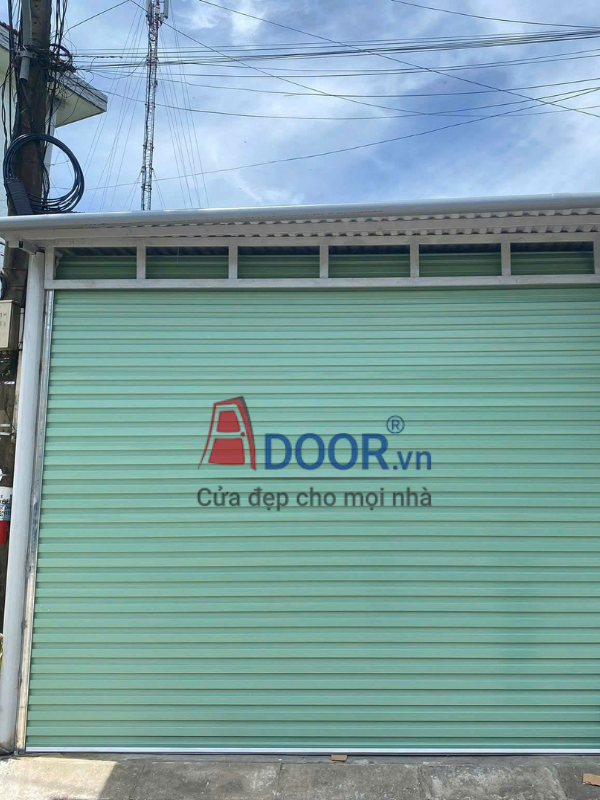 ADOOR®.vn
Cửa đẹp cho mọi nhà